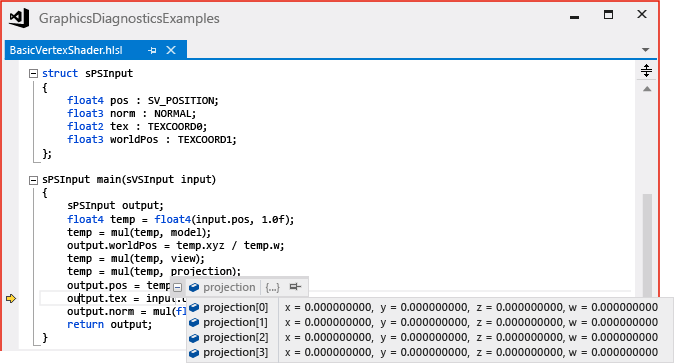 GraphicsDiagnosticsExamples
BasicVertexShader.hlsl
struct sPSInput
{
float4 pos : SV_POSITION;
float3 norm : NORMAL;
float2 tex : TEXCOORD0;
float3 worldPos : TEXCOORD1;
};
sPSInput main(sVSInput input)
{
sPSInput output;
float4 temp = float4(input.pos, 1.0f);
temp = mul(temp, model);
output.worldPos = temp.xyz / temp.w;
temp = mul(temp, view);
temp = mul(temp, projection);
output.pos = temp
projection {...}
output.tex = input.
projection[0] x = 0.000000000, y = 0.000000000, z = 0.000000000, w = 0.000000000
output.norm = mul(fl
projection[1] x = 0.000000000, y = 0.000000000, z = 0.000000000, w = 0.000000000
return output;
projection[2] x = 0.000000000, y = 0.000000000, z = 0.000000000, w = 0.000000000
}
projection[3] x = 0.000000000, y = 0.000000000, z = 0.000000000, w = 0.000000000